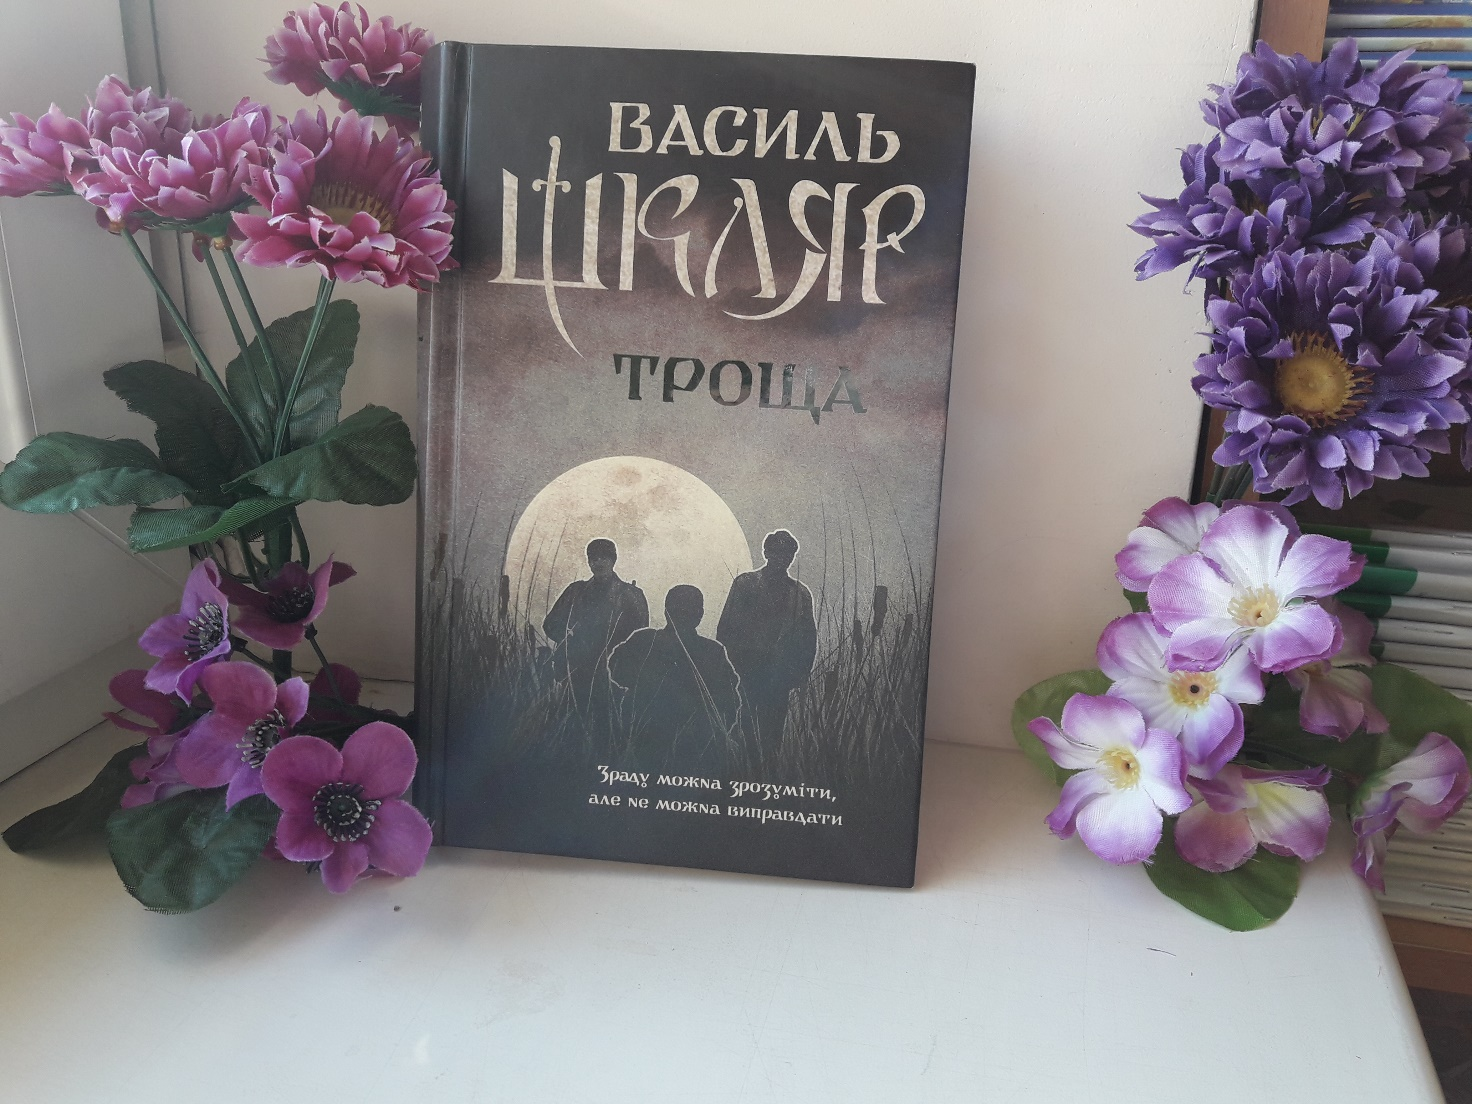 ВАСИЛЬ
ШКЛЯР
ТРОЩА
Зраду можна зрозуміти,
але не можна виправдати